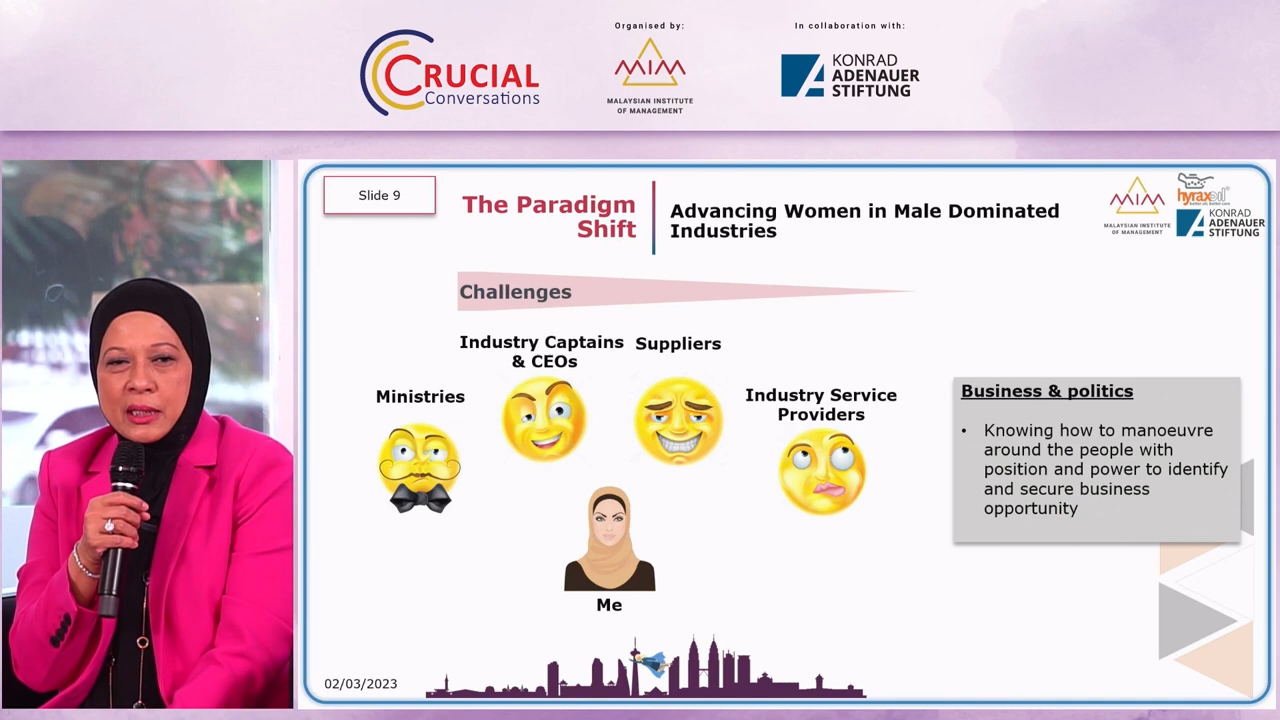 Organised by:
In collaboration with:
CRUCIAL
Conversations
MIM
MALAYSIAN INSTITUTE
OF MANAGEMENT
KONRAD
ADENAUER
STIFTUNG
Slide 9
The Paradigm
Shift
Advancing Women in Male Dominated
Industries
MIM
MALAYSIAN INSTITUTE
OF MANAGEMENT
hyraxoil
KONRAD
ADENAUER
STIFTUNG
Challenges
Industry Captains
& CEOs
Suppliers
Ministries
Industry Service
Providers
Me
Business & politics
• Knowing how to manoeuvre
around the people with
position and power to identify
and secure business
opportunity
02/03/2023